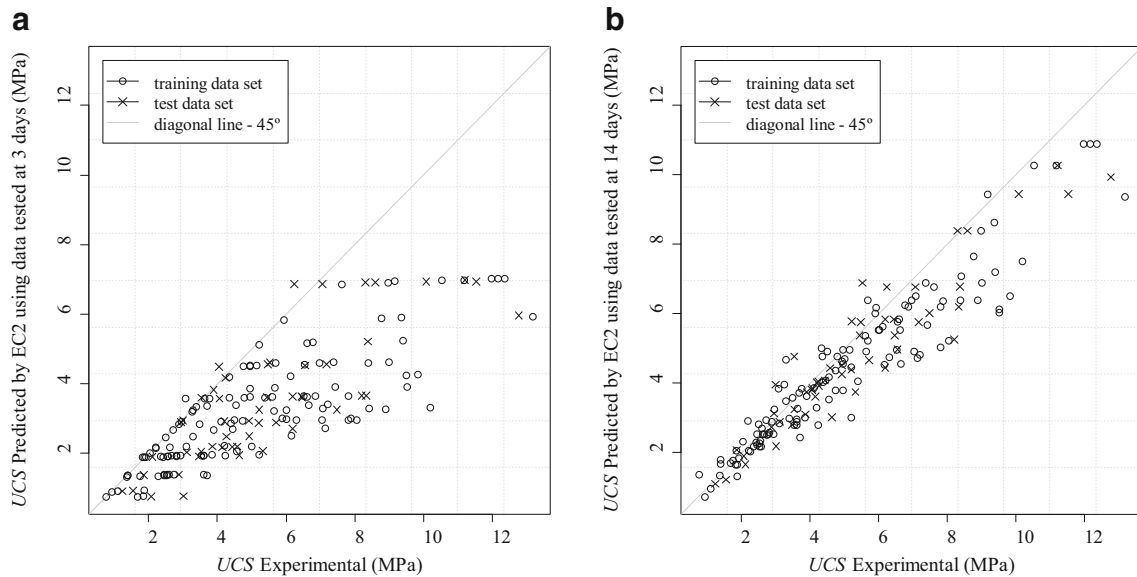 a
UCS Predicted by EC2 using data tested at 3 days (MPa)
12
10
8
6
4
2
training data set
test data set
diagonal line - 45º
2 4 6 8 10 12
UCS Experimental (MPa)
b
UCS Predicted by EC2 using data tested at 14 days (MPa)
12
10
8
6
4
2
training data set
test data set
diagonal line - 45º
2 4 6 8 10 12
UCS Experimental (MPa)